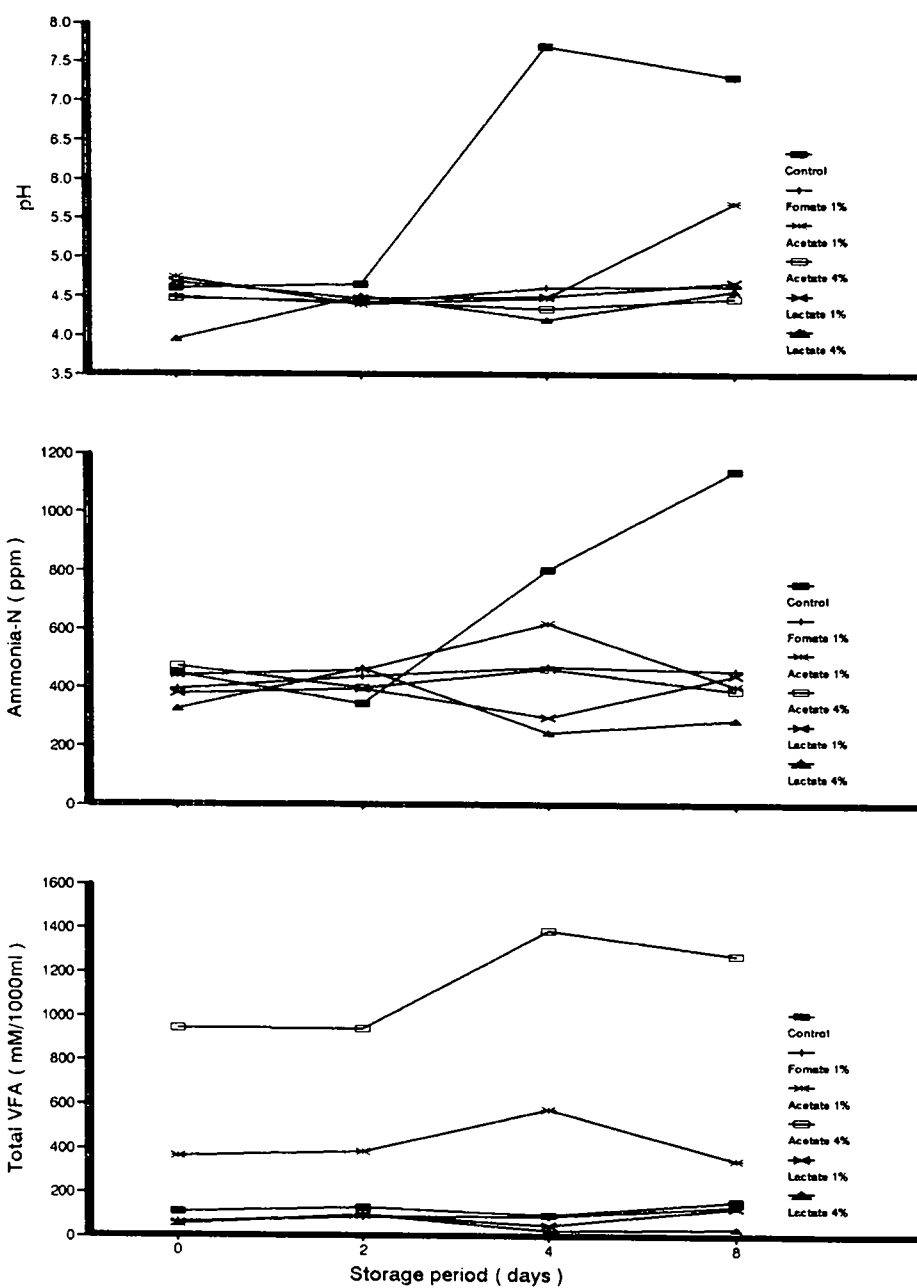 8.0
7.5
7.0
6.5
6.0
5.5
5.0
4.5
4.0
3.5
pH
Control
Fomate 1%
Acetate 1%
Acetate 4%
Lactate 1%
Lactate 4%
1200
1000
800
600
400
200
0
Ammonia-N ( ppm )
Control
Fomate 1%
Acetate 1%
Acetate 4%
Lactate 1%
Lactate 4%
1600
1400
1200
1000
800
600
400
200
0
Total VFA ( mM/1000ml )
Control
Fomate 1%
Acetate 1%
Acetate 4%
Lactate 1%
Lactate 4%
0 2 4 8
Storage period ( days )